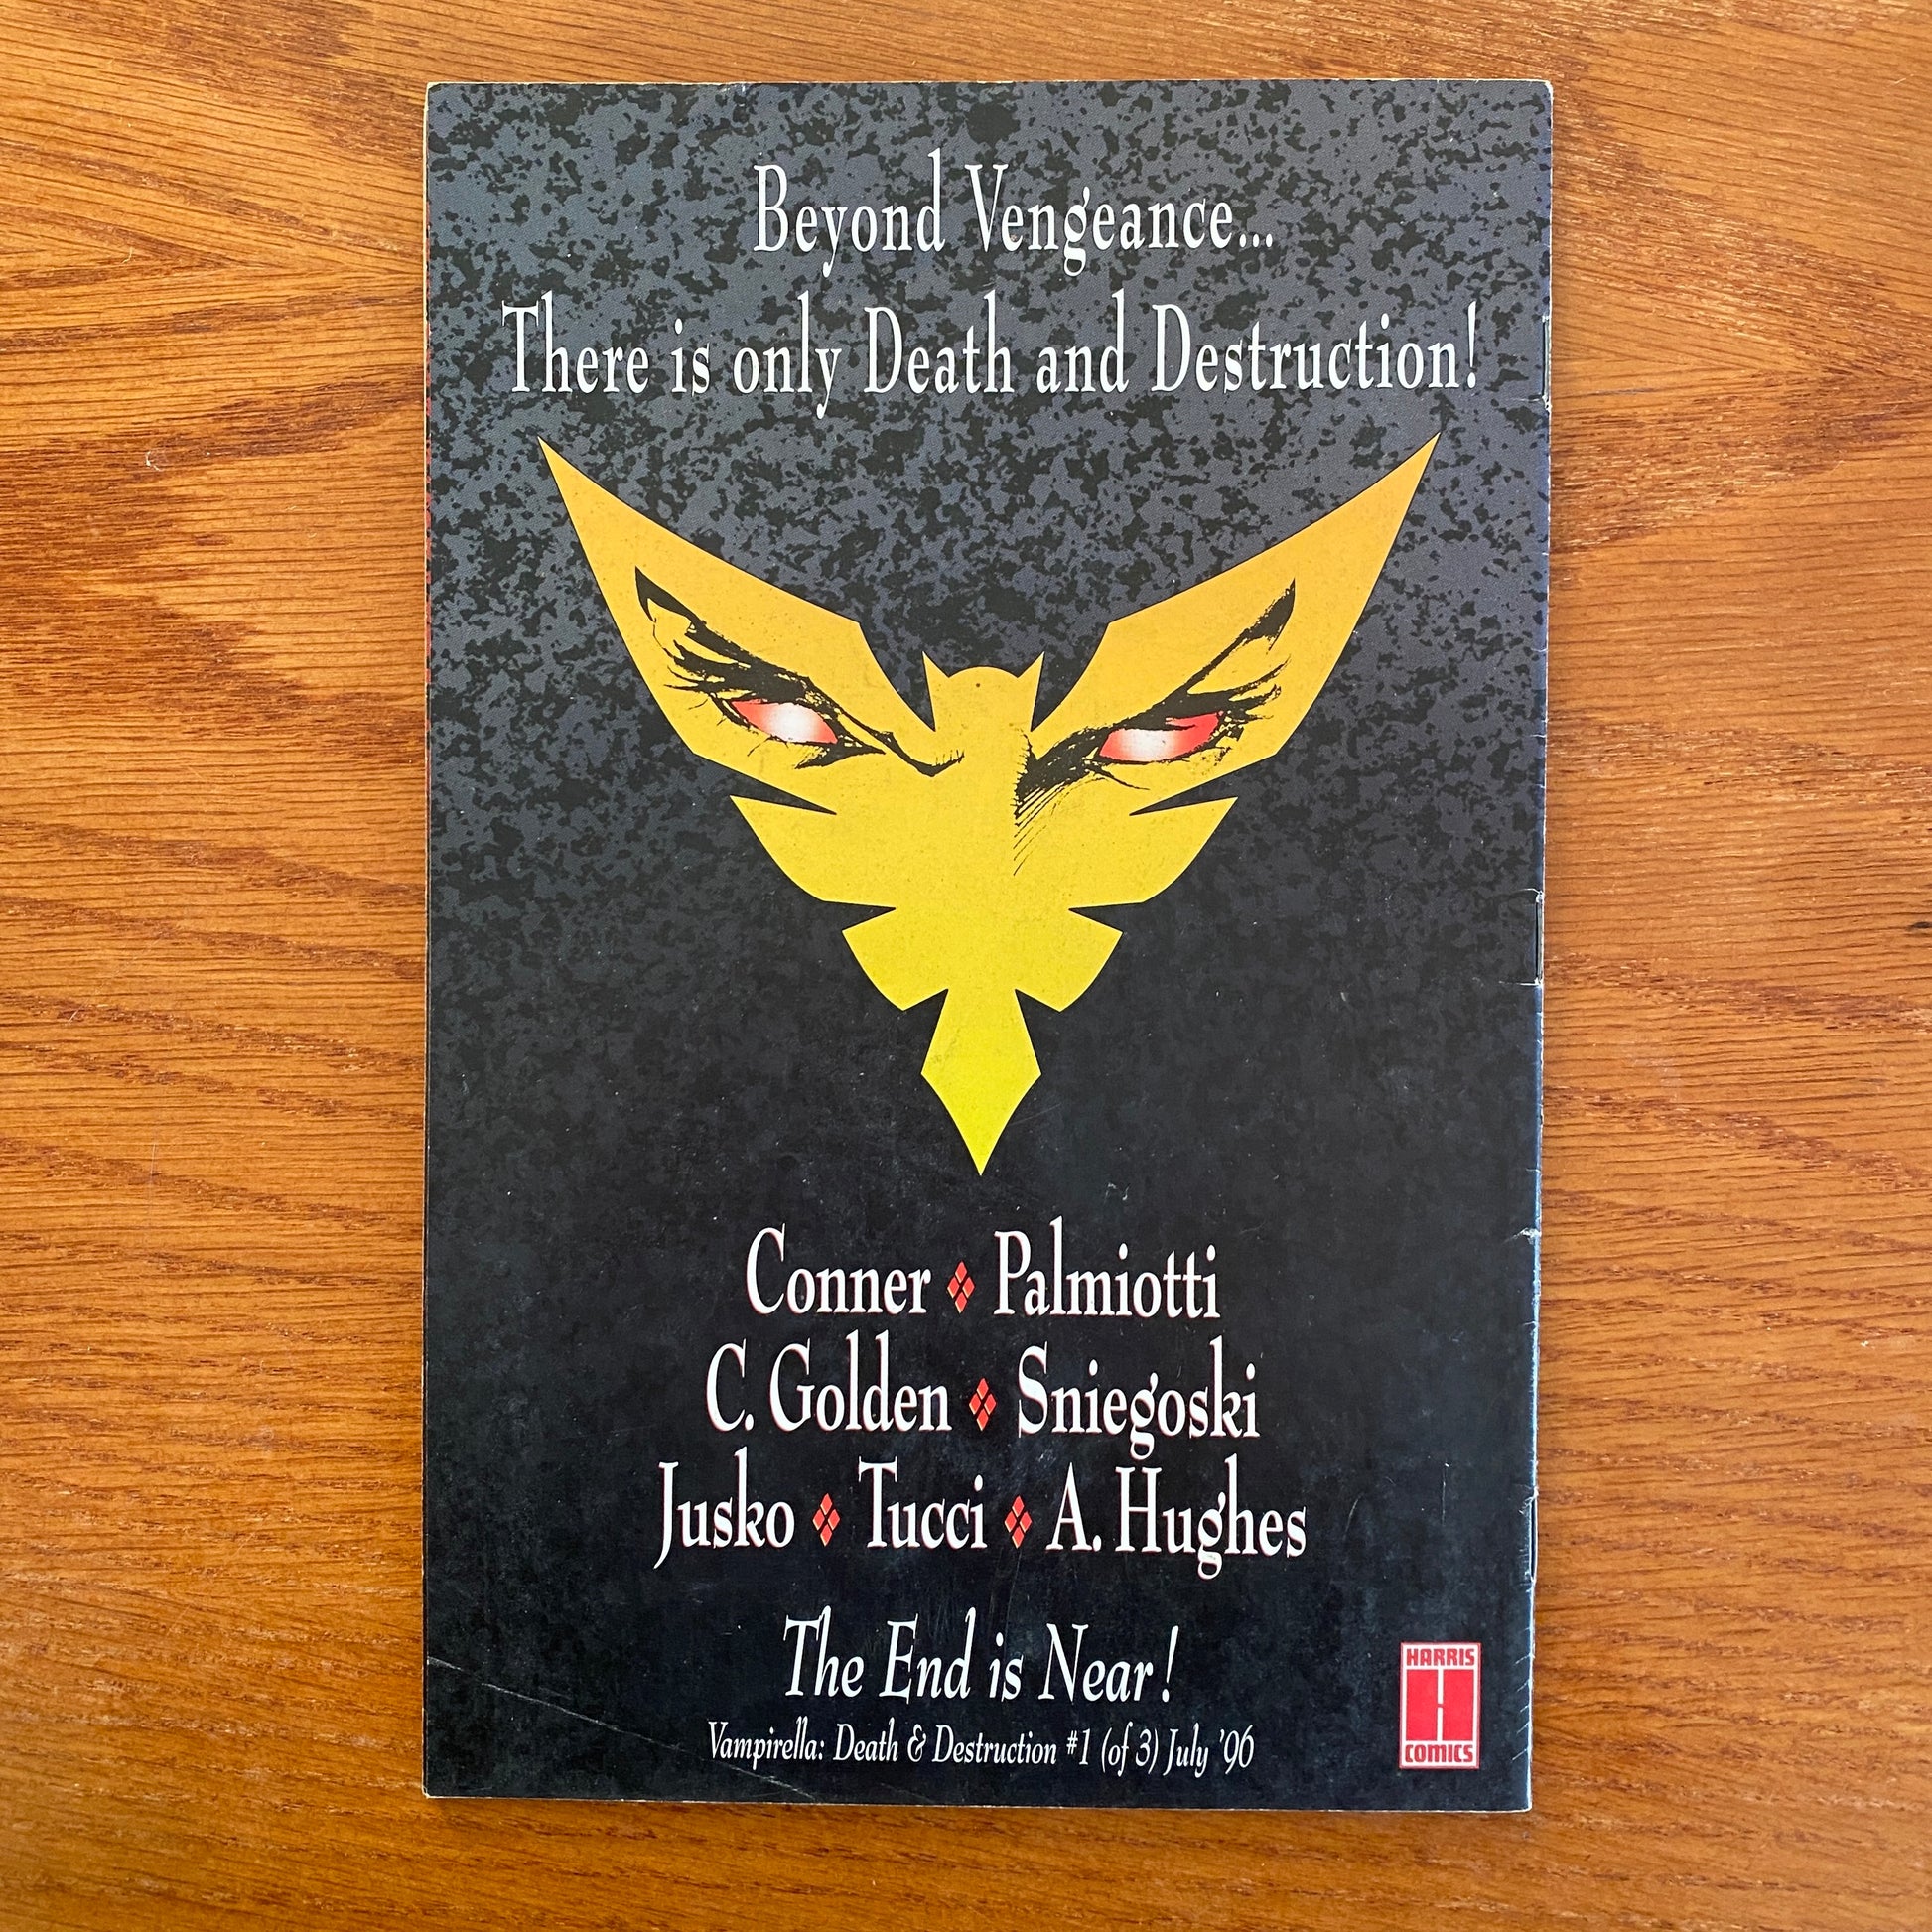 Beyond Vengeance...
There is only Death and Destruction!
Conner Palmiotti
C. Golden Sniegoski
Jusko Tucci A. Hughes
The End is Near!
Vampirella: Death & Destruction #1 (of 3) July '96
HARRIS
H
COMICS